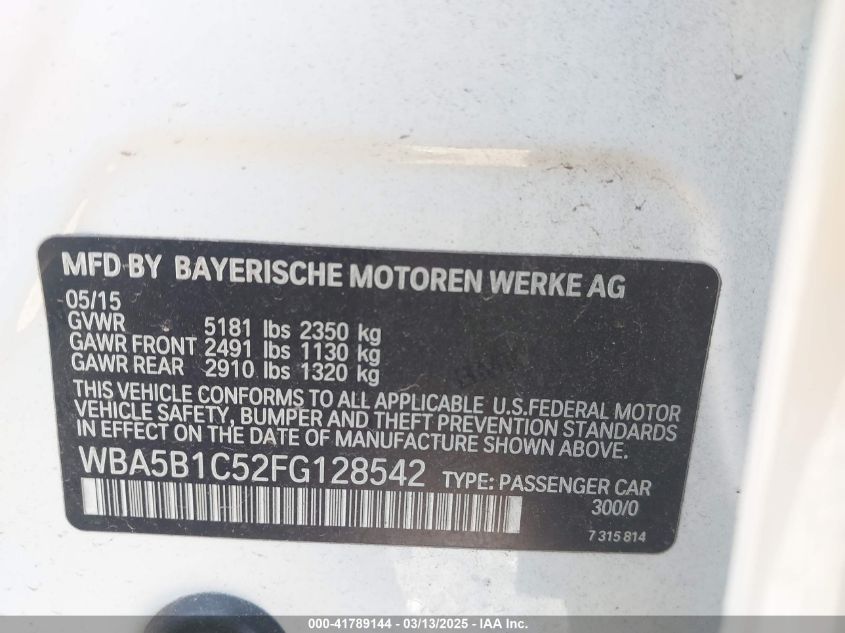 MFD BY BAYERISCHE MOTOREN WERKE AG
05/15
GVWR 5181 lbs 2350 kg
GAWR FRONT 2491 lbs 1130 kg
GAWR REAR 2910 lbs 1320 kg
THIS VEHICLE CONFORMS TO ALL APPLICABLE U.S.FEDERAL MOTOR
VEHICLE SAFETY, BUMPER AND THEFT PREVENTION STANDARDS
IN EFFECT ON THE DATE OF MANUFACTURE SHOWN ABOVE.
WBA5B1C52FG128542 TYPE: PASSENGER CAR
300/0
7 315 814
000-41789144 - 03/13/2025 - IAA Inc.